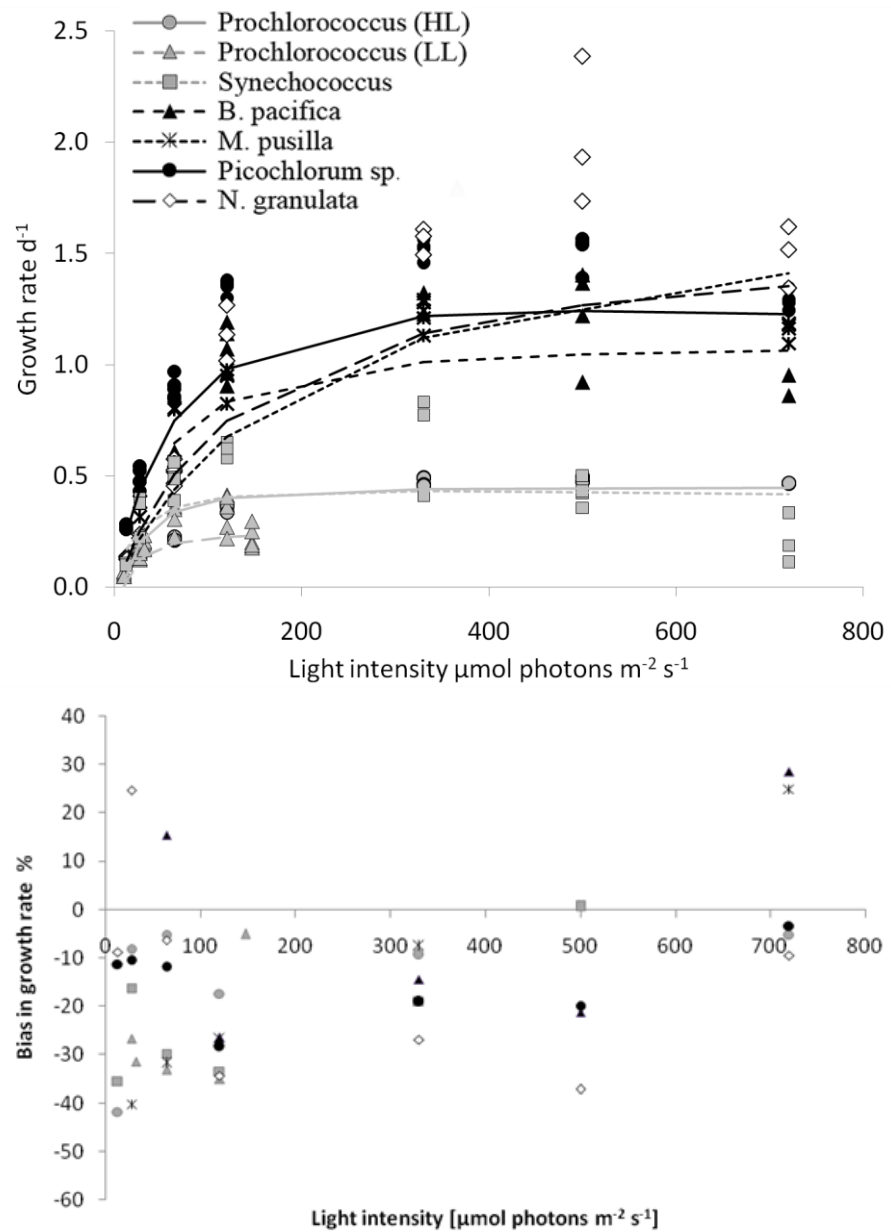 Prochlorococcus (HL)
Prochlorococcus (LL)
Synechococcus
B. pacifica
M. pusilla
Picochlorum sp.
N. granulata
2.5
2.0
1.5
1.0
0.5
0.0
Growth rate d⁻¹
0 200 400 600 800
Light intensity µmol photons m⁻² s⁻¹
40
30
20
10
0
-10
-20
-30
-40
-50
-60
Bias in growth rate %
0 100 200 300 400 500 600 700 800
Light intensity [µmol photons m⁻² s⁻¹]